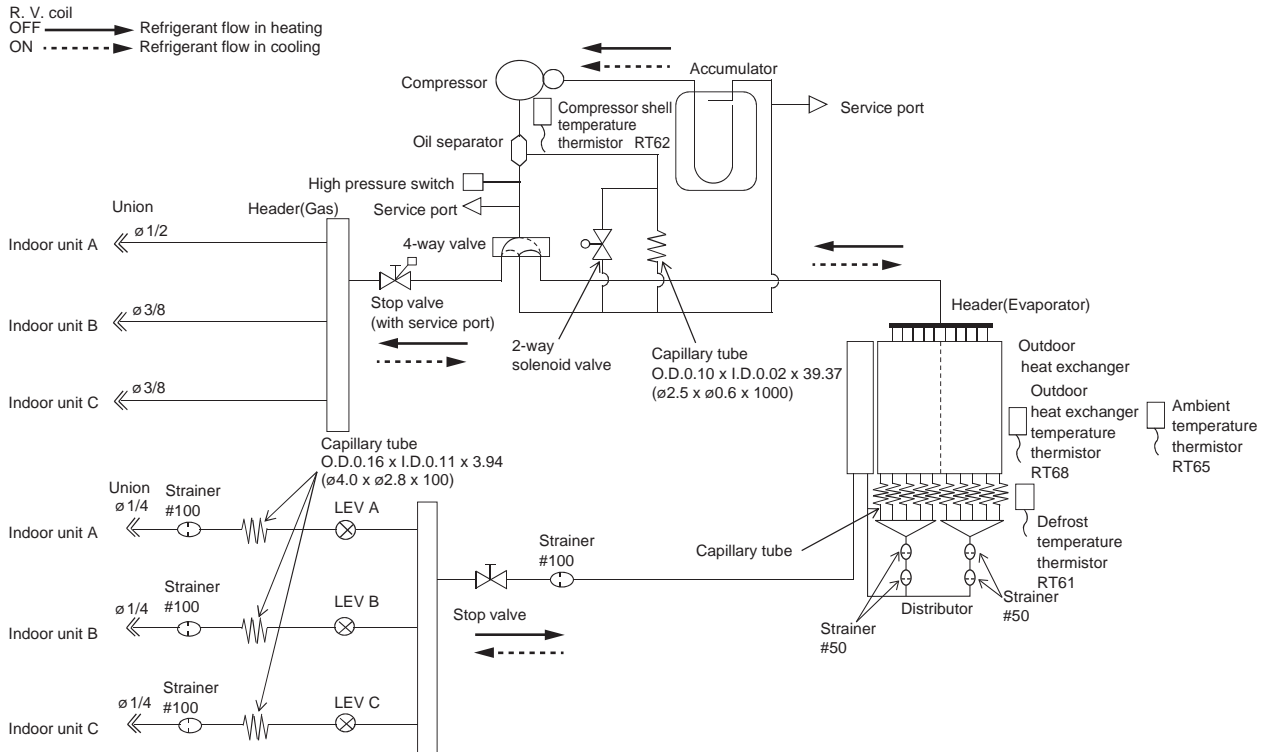 R. V. coil
OFF Refrigerant flow in heating
ON Refrigerant flow in cooling
Compressor
Accumulator
Service port
Compressor shell
temperature
thermistor RT62
Oil separator
High pressure switch
Service port
4-way valve
Union
Header(Gas)
Indoor unit A
ø1/2
Indoor unit B
ø3/8
Indoor unit C
ø3/8
Stop valve
(with service port)
2-way
solenoid valve
Capillary tube
O.D.0.10 x I.D.0.02 x 39.37
(ø2.5 x ø0.6 x 1000)
Header(Evaporator)
Outdoor
heat exchanger
Outdoor
heat exchanger
temperature
thermistor
RT68
Ambient
temperature
thermistor
RT65
Capillary tube
O.D.0.16 x I.D.0.11 x 3.94
(ø4.0 x ø2.8 x 100)
Union
ø1/4
Strainer
#100
LEV A
Indoor unit A
ø1/4
Strainer
#100
LEV B
Indoor unit B
ø1/4
Strainer
#100
LEV C
Indoor unit C
Stop valve
Strainer
#100
Capillary tube
Defrost
temperature
thermistor
RT61
Distributor
Strainer
#50
Strainer
#50